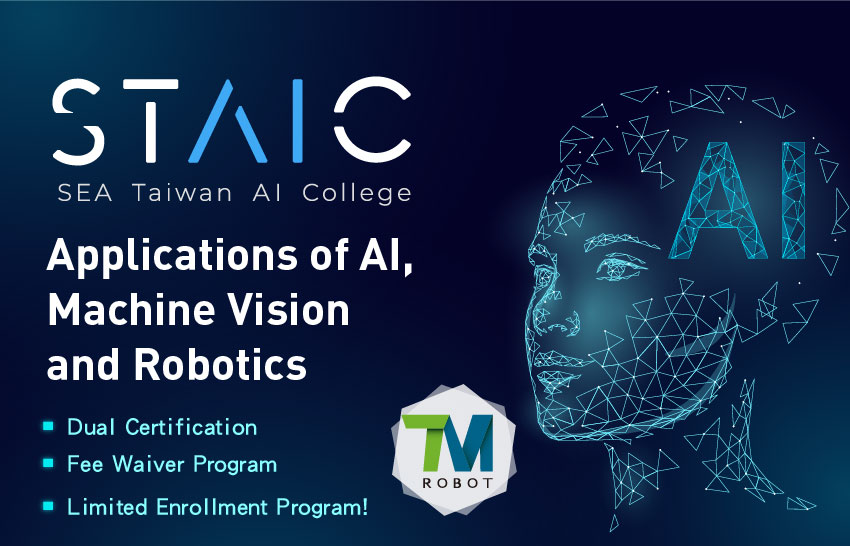 STAIC
SEA Taiwan AI College
Applications of AI,
Machine Vision
and Robotics
Dual Certification
Fee Waiver Program
Limited Enrollment Program!
TM
ROBOT
AI